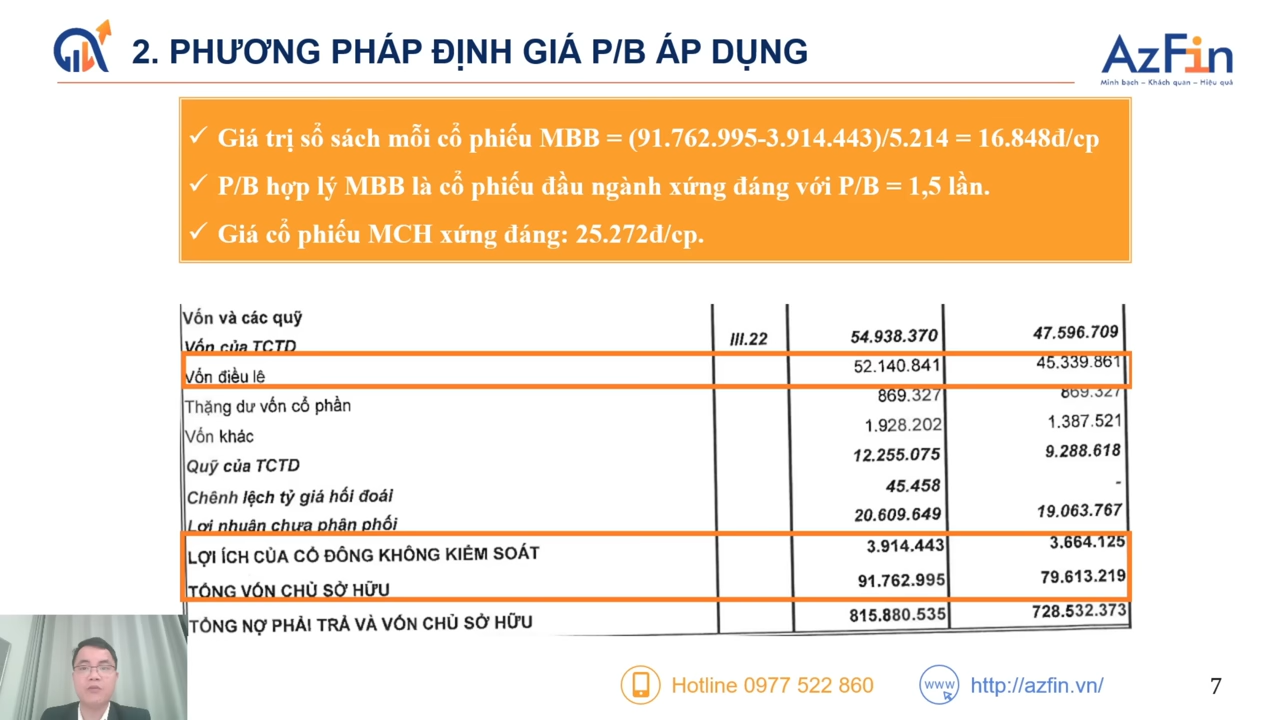 2. PHƯƠNG PHÁP ĐỊNH GIÁ P/B ÁP DỤNG
AzFin
Minh bạch – Khách quan – Hiệu quả
✓ Giá trị sổ sách mỗi cổ phiếu MBB = (91.762.995-3.914.443)/5.214 = 16.848đ/cp
✓ P/B hợp lý MBB là cổ phiếu đầu ngành xứng đáng với P/B = 1,5 lần.
✓ Giá cổ phiếu MCH xứng đáng: 25.272đ/cp.
Vốn và các quỹ
Vốn của TCTD III.22 54.938.370 47.596.709
Vốn điều lệ 52.140.841 45.339.861
Thặng dư vốn cổ phần 869.327 869.327
Vốn khác 1.928.202 1.387.521
Quỹ của TCTD 12.255.075 9.288.618
Chênh lệch tỷ giá hối đoái 45.458 -
Lợi nhuận chưa phân phối 20.609.649 19.063.767
LỢI ÍCH CỦA CỔ ĐÔNG KHÔNG KIỂM SOÁT 3.914.443 3.664.125
TỔNG VỐN CHỦ SỞ HỮU 91.762.995 79.613.219
TỔNG NỢ PHẢI TRẢ VÀ VỐN CHỦ SỞ HỮU 815.880.535 728.532.373
Hotline 0977 522 860
www
http://azfin.vn/
7